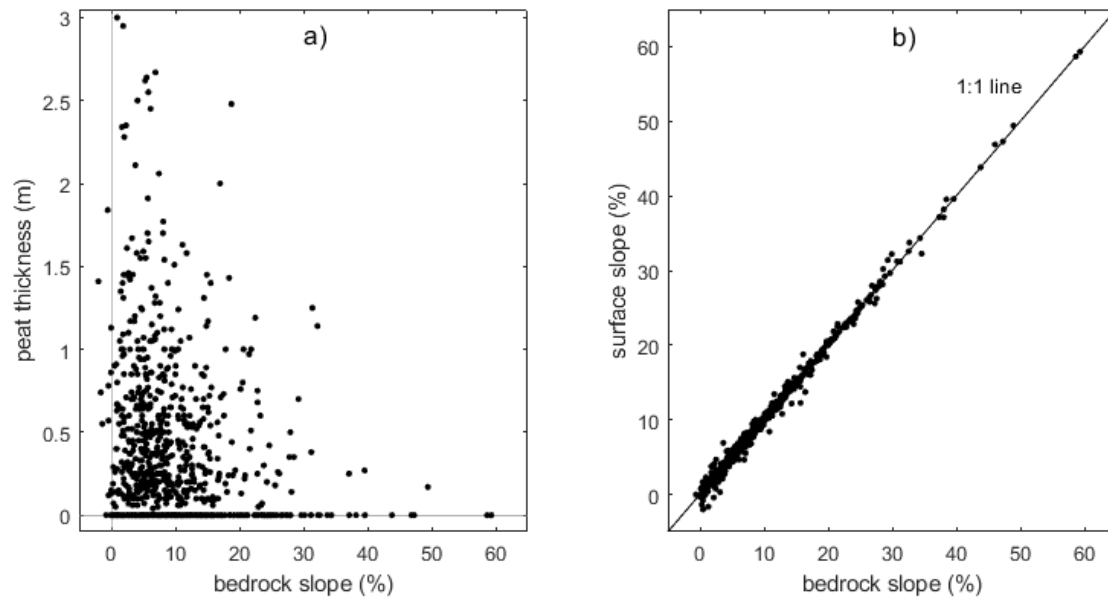 a)
peat thickness (m)
3
2.5
2
1.5
1
0.5
0
0 10 20 30 40 50 60
bedrock slope (%)
b)
1:1 line
surface slope (%)
60
50
40
30
20
10
0
0 10 20 30 40 50 60
bedrock slope (%)